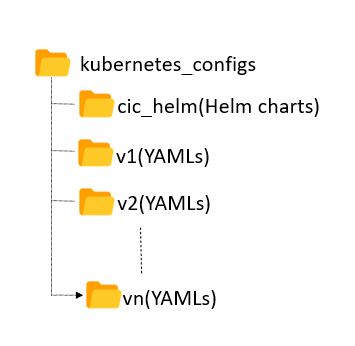 kubernetes_configs
cic_helm(Helm charts)
v1(YAMLs)
v2(YAMLs)
vn(YAMLs)